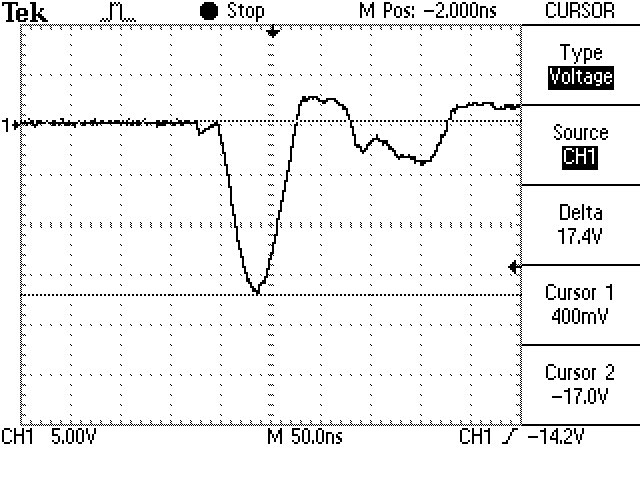 Tek Stop M Pos: -2.000ns CURSOR
Type
Voltage
1
Source
CH1
Delta
17.4V
Cursor 1
400mV
Cursor 2
-17.0V
CH1 5.00V M 50.0ns CH1 -14.2V